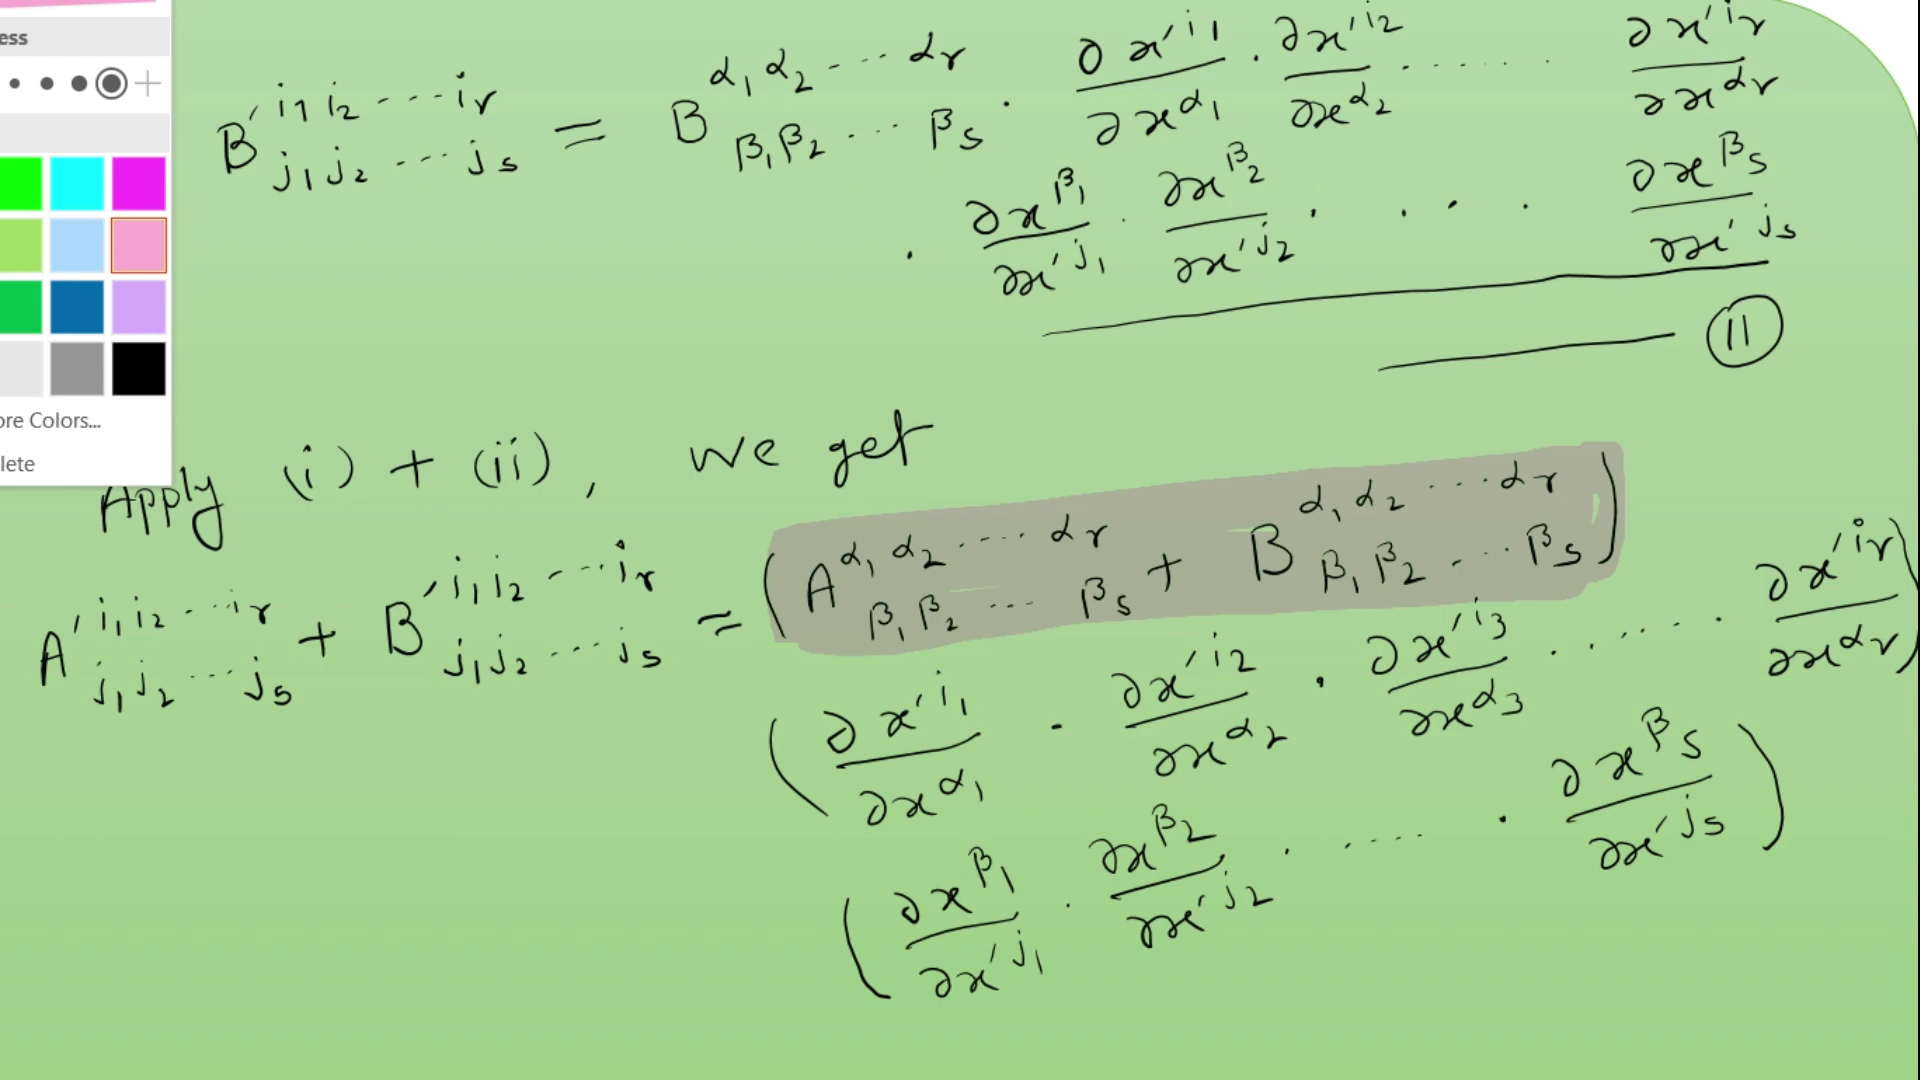 ess
B'^{i_1 i_2 ... i_r}_{j_1 j_2 ... j_s} = B^{α_1 α_2 ... α_r}_{β_1 β_2 ... β_s} · ∂x'^{i_1}/∂x^{α_1} · ∂x'^{i_2}/∂x^{α_2} ...... ∂x'^{i_r}/∂x^{α_r}
· ∂x^{β_1}/∂x'^{j_1} · ∂x^{β_2}/∂x'^{j_2} · · · · ∂x^{β_s}/∂x'^{j_s}
—— (11)
ore Colors...
lete
Apply (i) + (ii), we get
A'^{i_1 i_2 ... i_r}_{j_1 j_2 ... j_s} + B'^{i_1 i_2 ... i_r}_{j_1 j_2 ... j_s} = (A^{α_1 α_2 .... α_r}_{β_1 β_2 ... β_s} + B^{α_1 α_2 ... α_r}_{β_1 β_2 ... β_s})
(∂x'^{i_1}/∂x^{α_1} · ∂x'^{i_2}/∂x^{α_2} · ∂x'^{i_3}/∂x^{α_3} · ...... · ∂x'^{i_r}/∂x^{α_r})
(∂x^{β_1}/∂x'^{j_1} · ∂x^{β_2}/∂x'^{j_2} · ..... · ∂x^{β_s}/∂x'^{j_s})